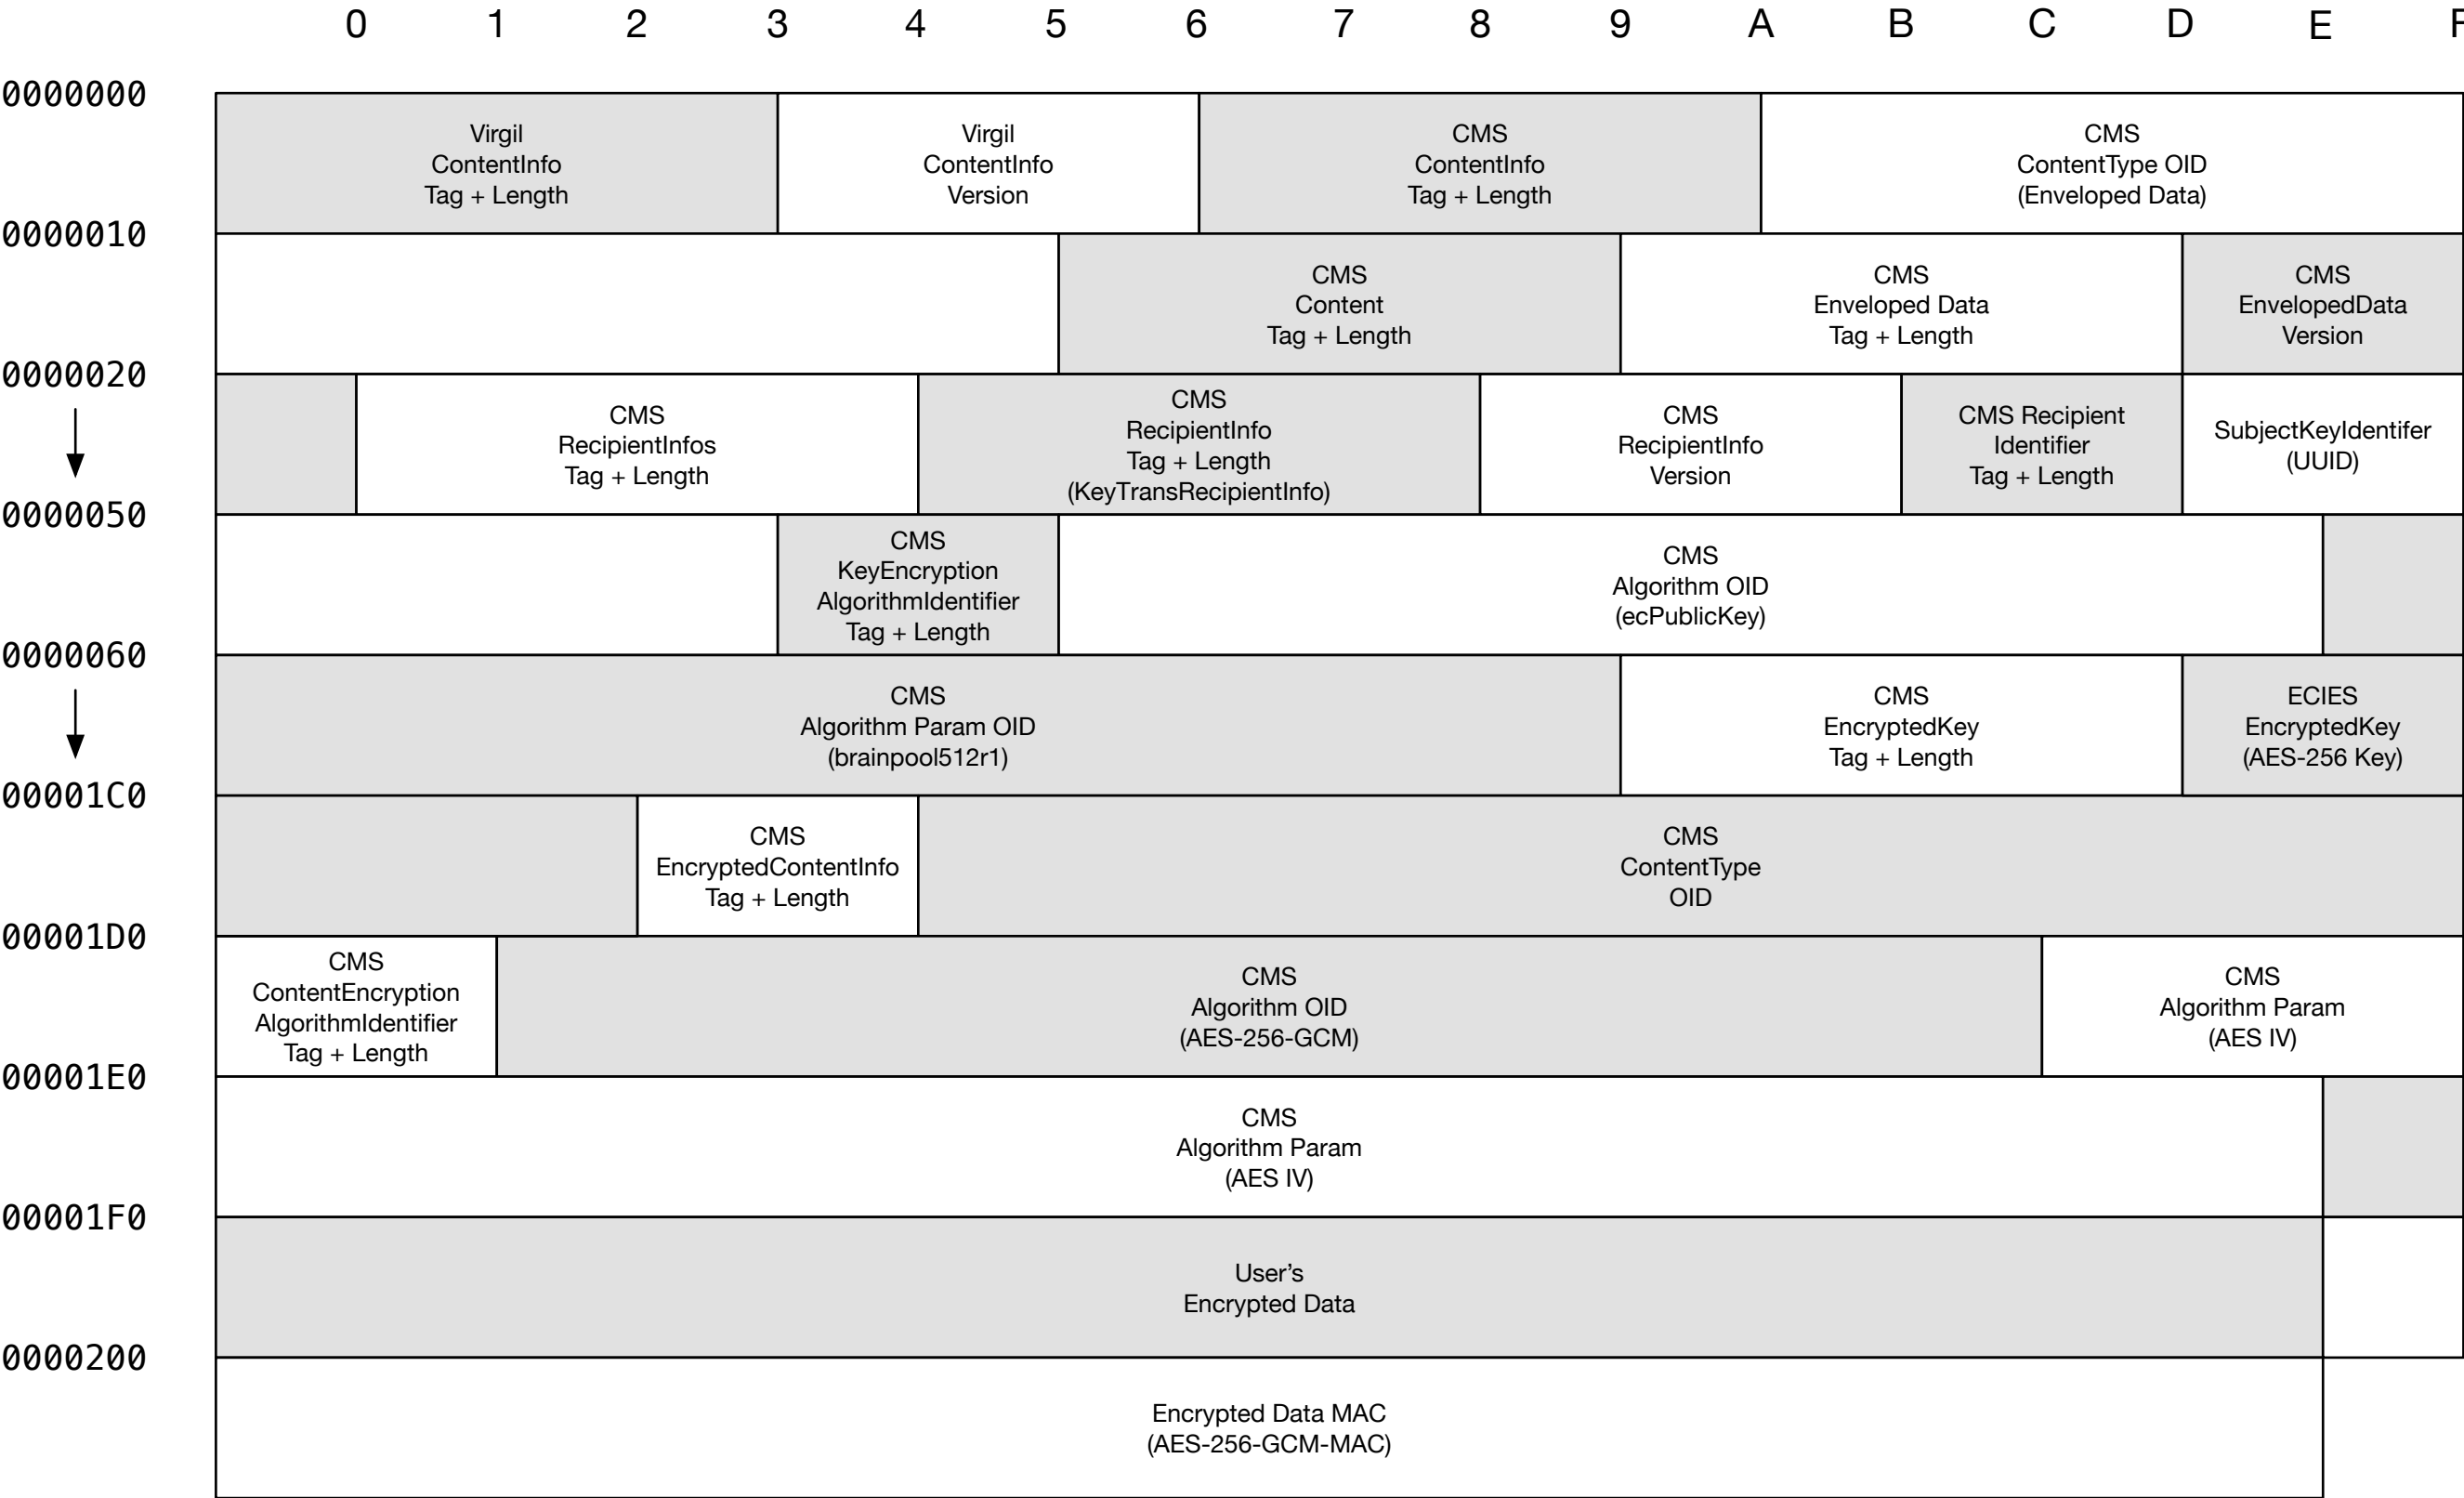 0 1 2 3 4 5 6 7 8 9 A B C D E F
0000000
Virgil
ContentInfo
Tag + Length
Virgil
ContentInfo
Version
CMS
ContentInfo
Tag + Length
CMS
ContentType OID
(Enveloped Data)
0000010
CMS
Content
Tag + Length
CMS
Enveloped Data
Tag + Length
CMS
EnvelopedData
Version
0000020
CMS
RecipientInfos
Tag + Length
CMS
RecipientInfo
Tag + Length
(KeyTransRecipientInfo)
CMS
RecipientInfo
Version
CMS Recipient
Identifier
Tag + Length
SubjectKeyIdentifer
(UUID)
0000050
CMS
KeyEncryption
AlgorithmIdentifier
Tag + Length
CMS
Algorithm OID
(ecPublicKey)
0000060
CMS
Algorithm Param OID
(brainpool512r1)
CMS
EncryptedKey
Tag + Length
ECIES
EncryptedKey
(AES-256 Key)
00001C0
CMS
EncryptedContentInfo
Tag + Length
CMS
ContentType
OID
00001D0
CMS
ContentEncryption
AlgorithmIdentifier
Tag + Length
CMS
Algorithm OID
(AES-256-GCM)
CMS
Algorithm Param
(AES IV)
00001E0
CMS
Algorithm Param
(AES IV)
00001F0
User’s
Encrypted Data
0000200
Encrypted Data MAC
(AES-256-GCM-MAC)